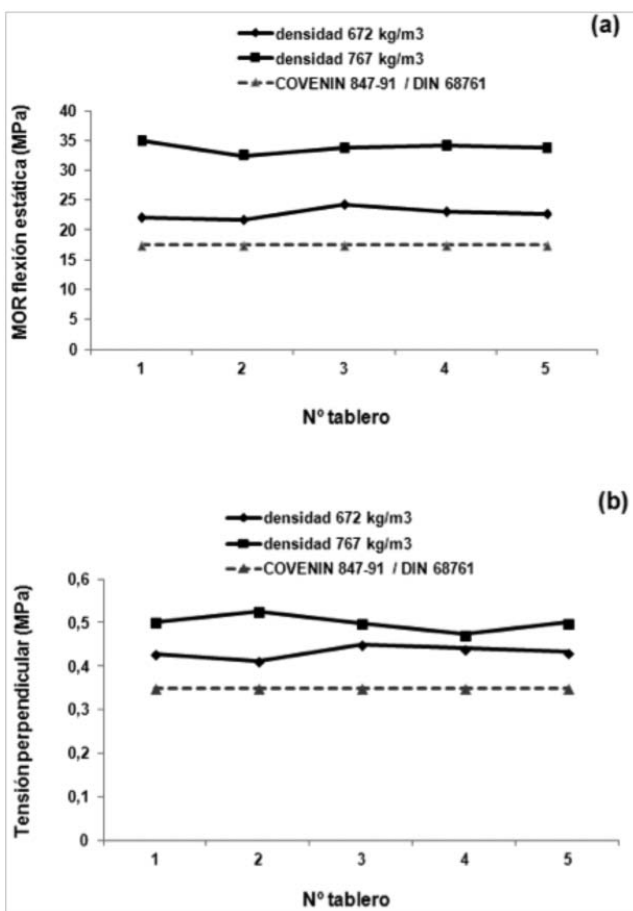 (a)
densidad 672 kg/m3
densidad 767 kg/m3
COVENIN 847-91 / DIN 68761
MOR flexión estática (MPa)
40
35
30
25
20
15
10
5
0
1 2 3 4 5
Nº tablero
(b)
densidad 672 kg/m3
densidad 767 kg/m3
COVENIN 847-91 / DIN 68761
Tensión perpendicular (MPa)
0,6
0,5
0,4
0,3
0,2
0,1
0
1 2 3 4 5
Nº tablero